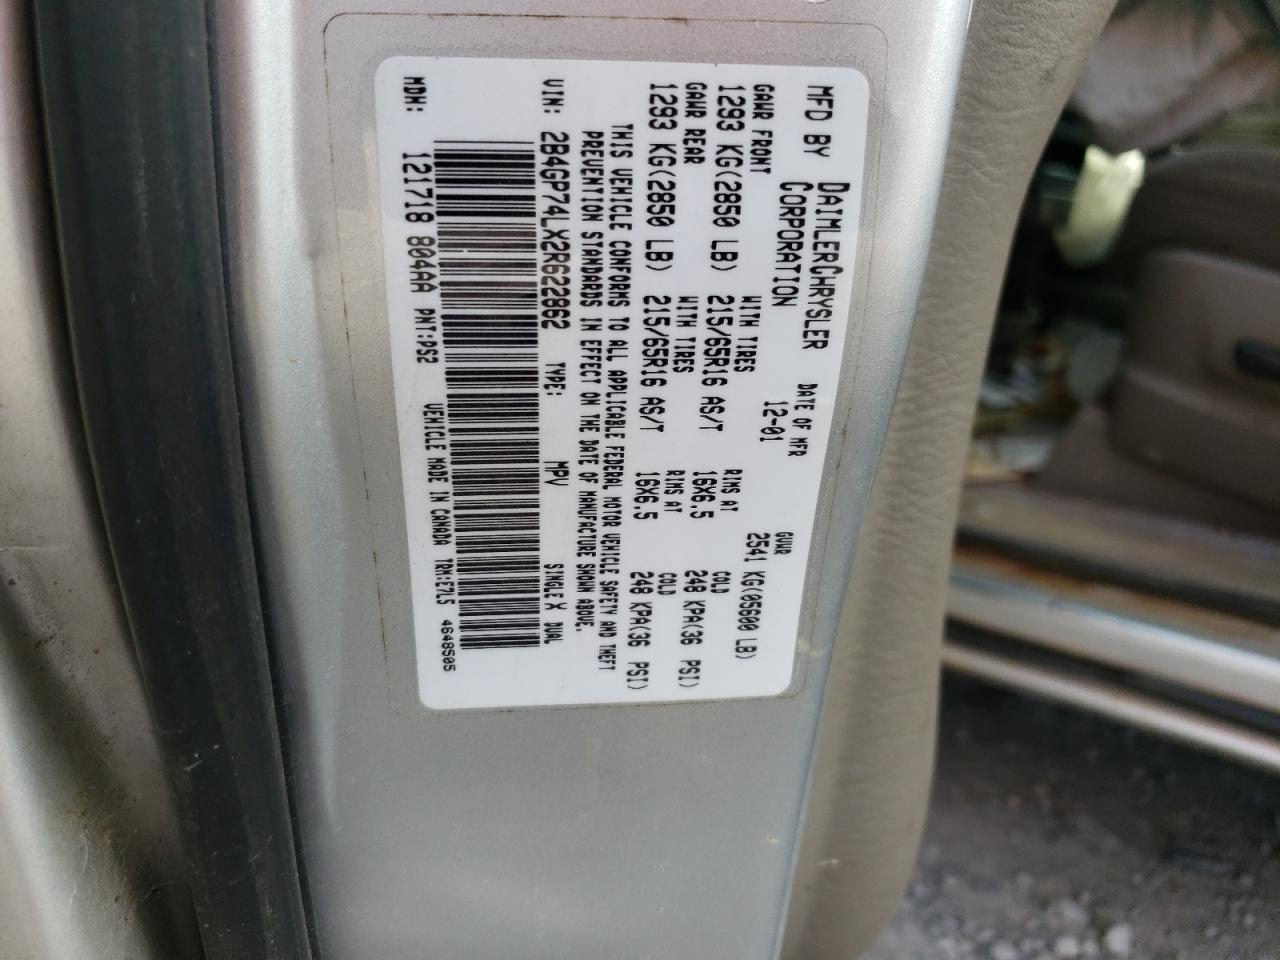 MFD BY DAIMLERCHRYSLER CORPORATION
DATE OF MFR 12-01
GVWR 2541 KG(05600 LB)
GAWR FRONT WITH TIRES RIMS AT COLD
1293 KG(2850 LB) 215/65R16 AS/T 16X6.5 248 KPA(36 PSI)
GAWR REAR WITH TIRES RIMS AT COLD
1293 KG(2850 LB) 215/65R16 AS/T 16X6.5 248 KPA(36 PSI)
THIS VEHICLE CONFORMS TO ALL APPLICABLE FEDERAL MOTOR VEHICLE SAFETY AND THEFT
PREVENTION STANDARDS IN EFFECT ON THE DATE OF MANUFACTURE SHOWN ABOVE.
VIN: 2B4GP74LX2R622862 TYPE: MPV SINGLE X DUAL
MDH: 121718 804AA PNT:PS2 VEHICLE MADE IN CANADA TRM:E7L5 4648505